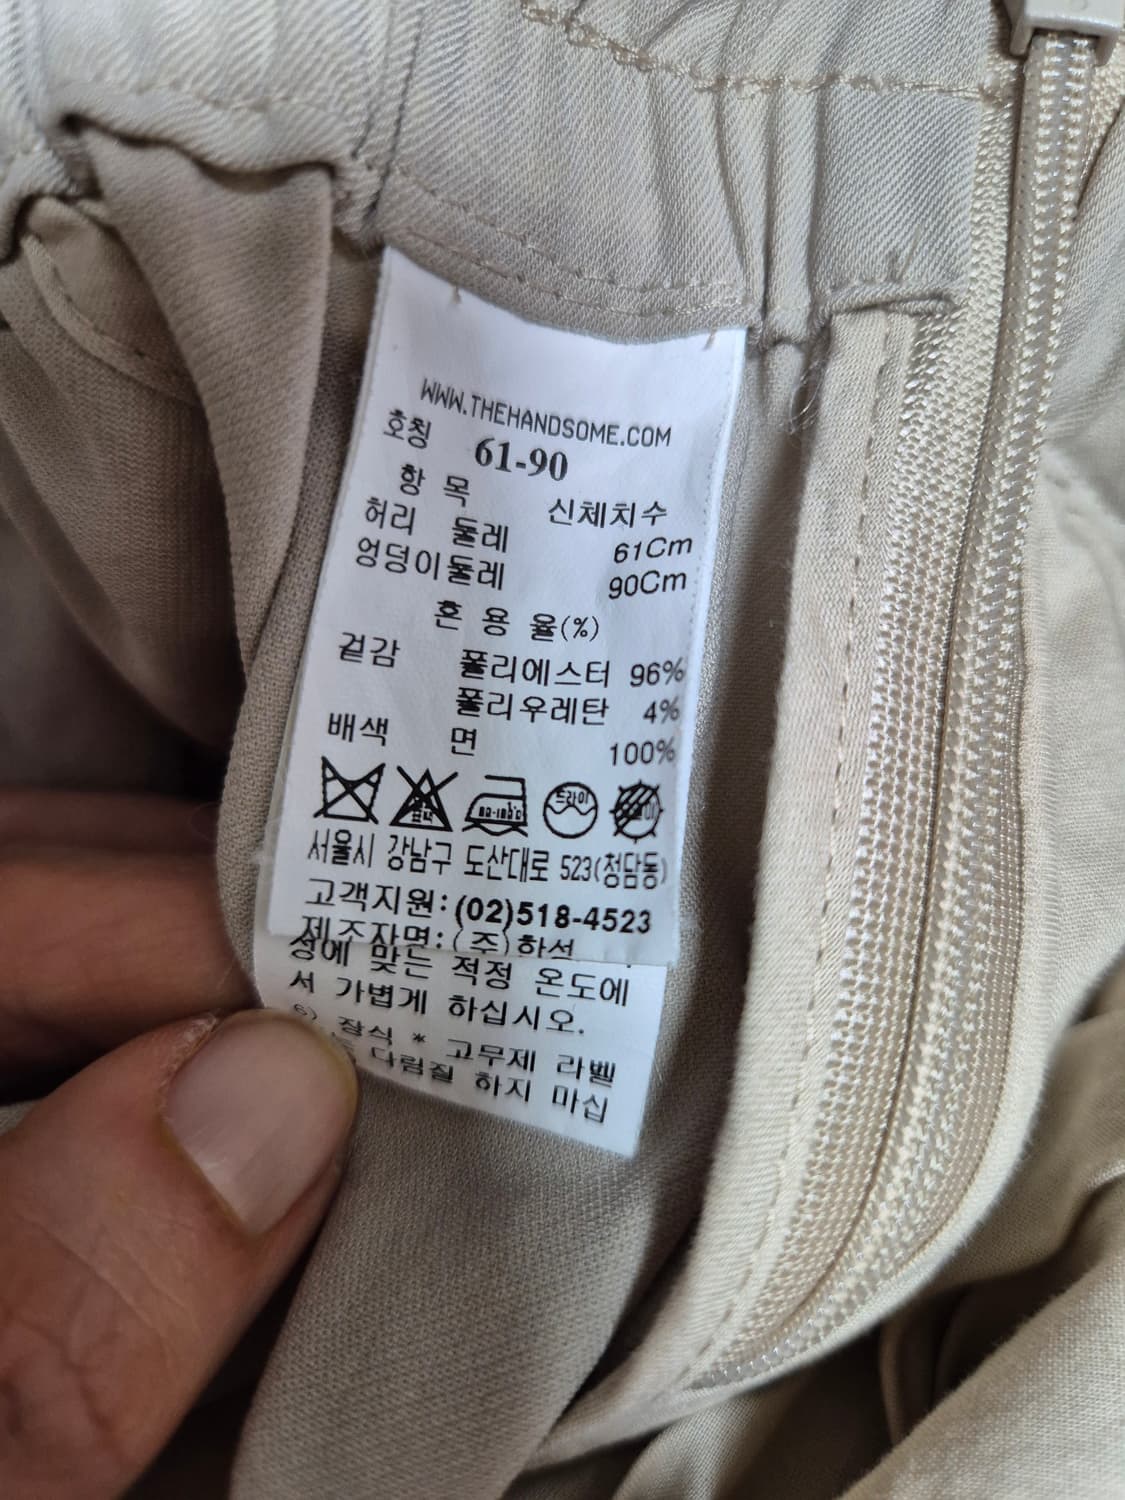 WWW.THEHANDSOME.COM
호칭 61-90
항 목 신체치수
허리 둘레 61Cm
엉덩이둘레 90Cm
혼 용 율(%)
겉감 폴리에스터 96%
폴리우레탄 4%
배색 면 100%
드라이
서울시 강남구 도산대로 523(청담동)
고객지원:(02)518-4523
제조자명:(주)한섬
성에 맞는 적정 온도에
서 가볍게 하십시오.
장식 * 고무제 라벨
다림질 하지 마십